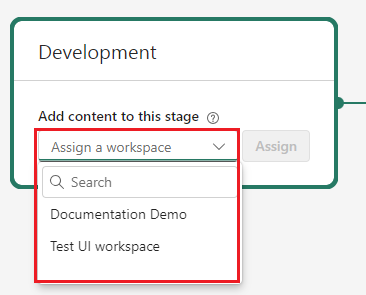 Development
Add content to this stage
Assign a workspace
Assign
Search
Documentation Demo
Test UI workspace